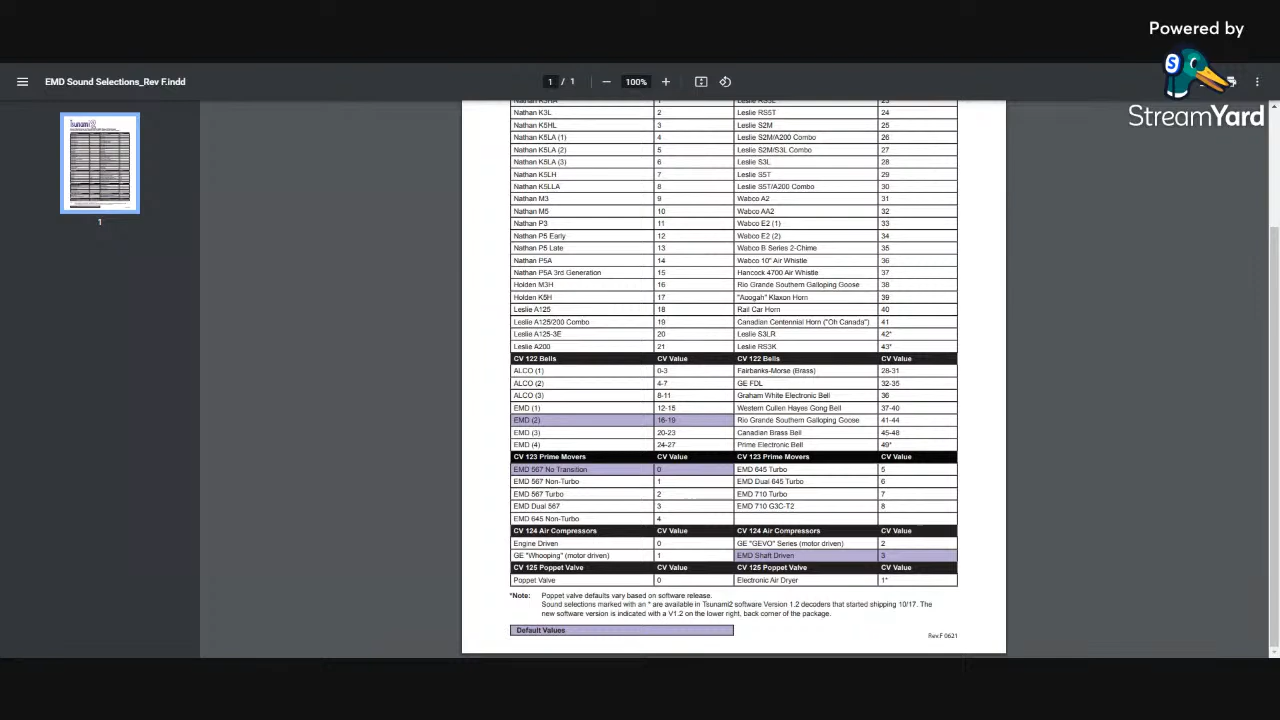 Powered by
StreamYard
EMD Sound Selections_Rev F.indd
1 / 1
100%
Tsunami2
1
Nathan K3HA 1 Leslie RS3L 23
Nathan K3L 2 Leslie RS5T 24
Nathan K5HL 3 Leslie S2M 25
Nathan K5LA (1) 4 Leslie S2M/A200 Combo 26
Nathan K5LA (2) 5 Leslie S2M/S3L Combo 27
Nathan K5LA (3) 6 Leslie S3L 28
Nathan K5LH 7 Leslie S5T 29
Nathan K5LLA 8 Leslie S5T/A200 Combo 30
Nathan M3 9 Wabco A2 31
Nathan M5 10 Wabco AA2 32
Nathan P3 11 Wabco E2 (1) 33
Nathan P5 Early 12 Wabco E2 (2) 34
Nathan P5 Late 13 Wabco B Series 2-Chime 35
Nathan P5A 14 Wabco 10" Air Whistle 36
Nathan P5A 3rd Generation 15 Hancock 4700 Air Whistle 37
Holden M3H 16 Rio Grande Southern Galloping Goose 38
Holden K5H 17 "Aoogah" Klaxon Horn 39
Leslie A125 18 Rail Car Horn 40
Leslie A125/200 Combo 19 Canadian Centennial Horn ("Oh Canada") 41
Leslie A125-3E 20 Leslie S3LR 42*
Leslie A200 21 Leslie RS3K 43*
CV 122 Bells CV Value CV 122 Bells CV Value
ALCO (1) 0-3 Fairbanks-Morse (Brass) 28-31
ALCO (2) 4-7 GE FDL 32-35
ALCO (3) 8-11 Graham White Electronic Bell 36
EMD (1) 12-15 Western Cullen Hayes Gong Bell 37-40
EMD (2) 16-19 Rio Grande Southern Galloping Goose 41-44
EMD (3) 20-23 Canadian Brass Bell 45-48
EMD (4) 24-27 Prime Electronic Bell 49*
CV 123 Prime Movers CV Value CV 123 Prime Movers CV Value
EMD 567 No Transition 0 EMD 645 Turbo 5
EMD 567 Non-Turbo 1 EMD Dual 645 Turbo 6
EMD 567 Turbo 2 EMD 710 Turbo 7
EMD Dual 567 3 EMD 710 G3C-T2 8
EMD 645 Non-Turbo 4
CV 124 Air Compressors CV Value CV 124 Air Compressors CV Value
Engine Driven 0 GE "GEVO" Series (motor driven) 2
GE "Whooping" (motor driven) 1 EMD Shaft Driven 3
CV 125 Poppet Valve CV Value CV 125 Poppet Valve CV Value
Poppet Valve 0 Electronic Air Dryer 1*
*Note: Poppet valve defaults vary based on software release.
Sound selections marked with an * are available in Tsunami2 software Version 1.2 decoders that started shipping 10/17. The
new software version is indicated with a V1.2 on the lower right, back corner of the package.
Default Values
Rev.F 0621